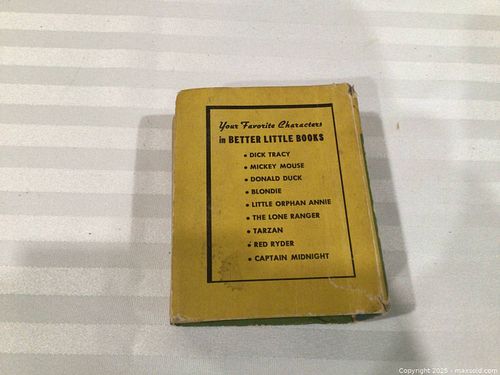 Your Favorite Characters
in BETTER LITTLE BOOKS
• DICK TRACY
• MICKEY MOUSE
• DONALD DUCK
• BLONDIE
• LITTLE ORPHAN ANNIE
• THE LONE RANGER
• TARZAN
• RED RYDER
• CAPTAIN MIDNIGHT
Copyright 2025 - maxsold.com